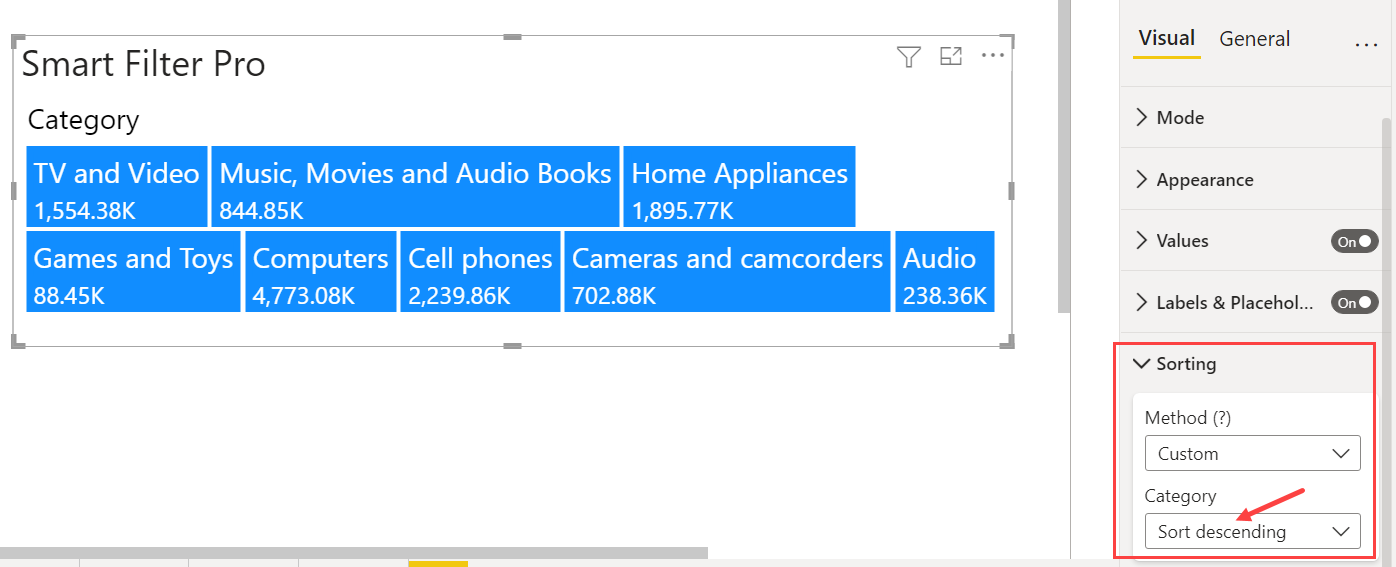 Smart Filter Pro
Category
TV and Video Music, Movies and Audio Books Home Appliances
1,554.38K 844.85K 1,895.77K
Games and Toys Computers Cell phones Cameras and camcorders Audio
88.45K 4,773.08K 2,239.86K 702.88K 238.36K
Visual General ...
Mode
Appearance
Values On
Labels & Placehol... On
Sorting
Method (?)
Custom
Category
Sort descending